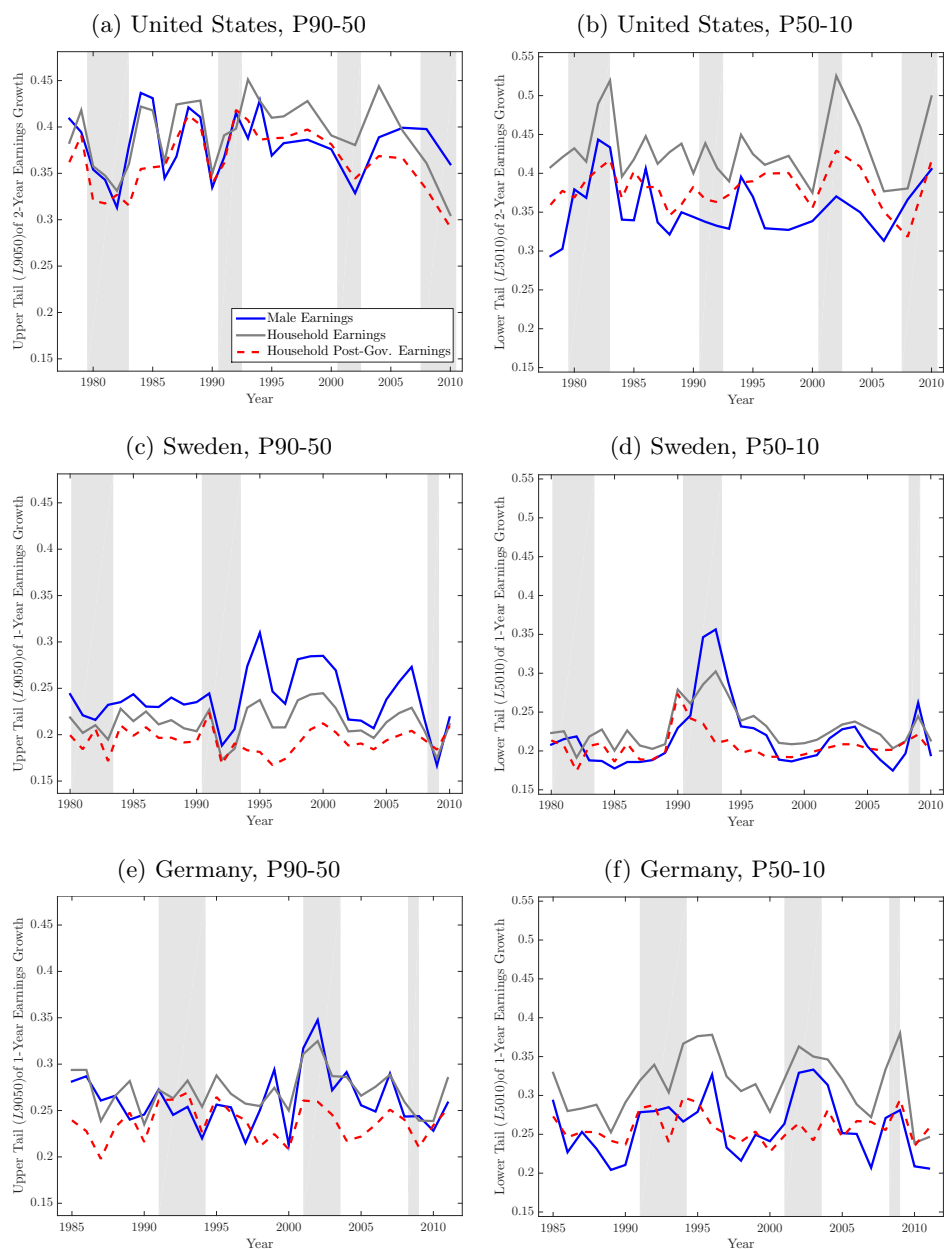 (a) United States, P90-50
Upper Tail (L9050)of 2-Year Earnings Growth
0.45
0.4
0.35
0.3
0.25
0.2
0.15
Male Earnings
Household Earnings
Household Post-Gov. Earnings
1980 1985 1990 1995 2000 2005 2010
Year
(b) United States, P50-10
Lower Tail (L5010)of 2-Year Earnings Growth
0.55
0.5
0.45
0.4
0.35
0.3
0.25
0.2
0.15
1980 1985 1990 1995 2000 2005 2010
Year
(c) Sweden, P90-50
Upper Tail (L9050)of 1-Year Earnings Growth
0.45
0.4
0.35
0.3
0.25
0.2
0.15
1980 1985 1990 1995 2000 2005 2010
Year
(d) Sweden, P50-10
Lower Tail (L5010)of 1-Year Earnings Growth
0.55
0.5
0.45
0.4
0.35
0.3
0.25
0.2
0.15
1980 1985 1990 1995 2000 2005 2010
Year
(e) Germany, P90-50
Upper Tail (L9050)of 1-Year Earnings Growth
0.45
0.4
0.35
0.3
0.25
0.2
0.15
1985 1990 1995 2000 2005 2010
Year
(f) Germany, P50-10
Lower Tail (L5010)of 1-Year Earnings Growth
0.55
0.5
0.45
0.4
0.35
0.3
0.25
0.2
0.15
1985 1990 1995 2000 2005 2010
Year